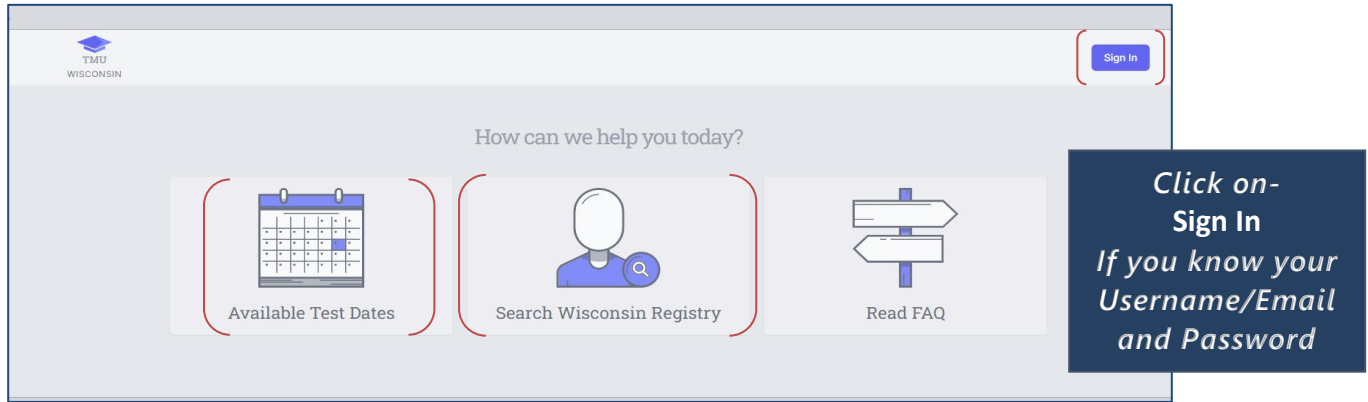 TMU
WISCONSIN
Sign In
How can we help you today?
Available Test Dates
Search Wisconsin Registry
Read FAQ
Click on-
Sign In
If you know your
Username/Email
and Password